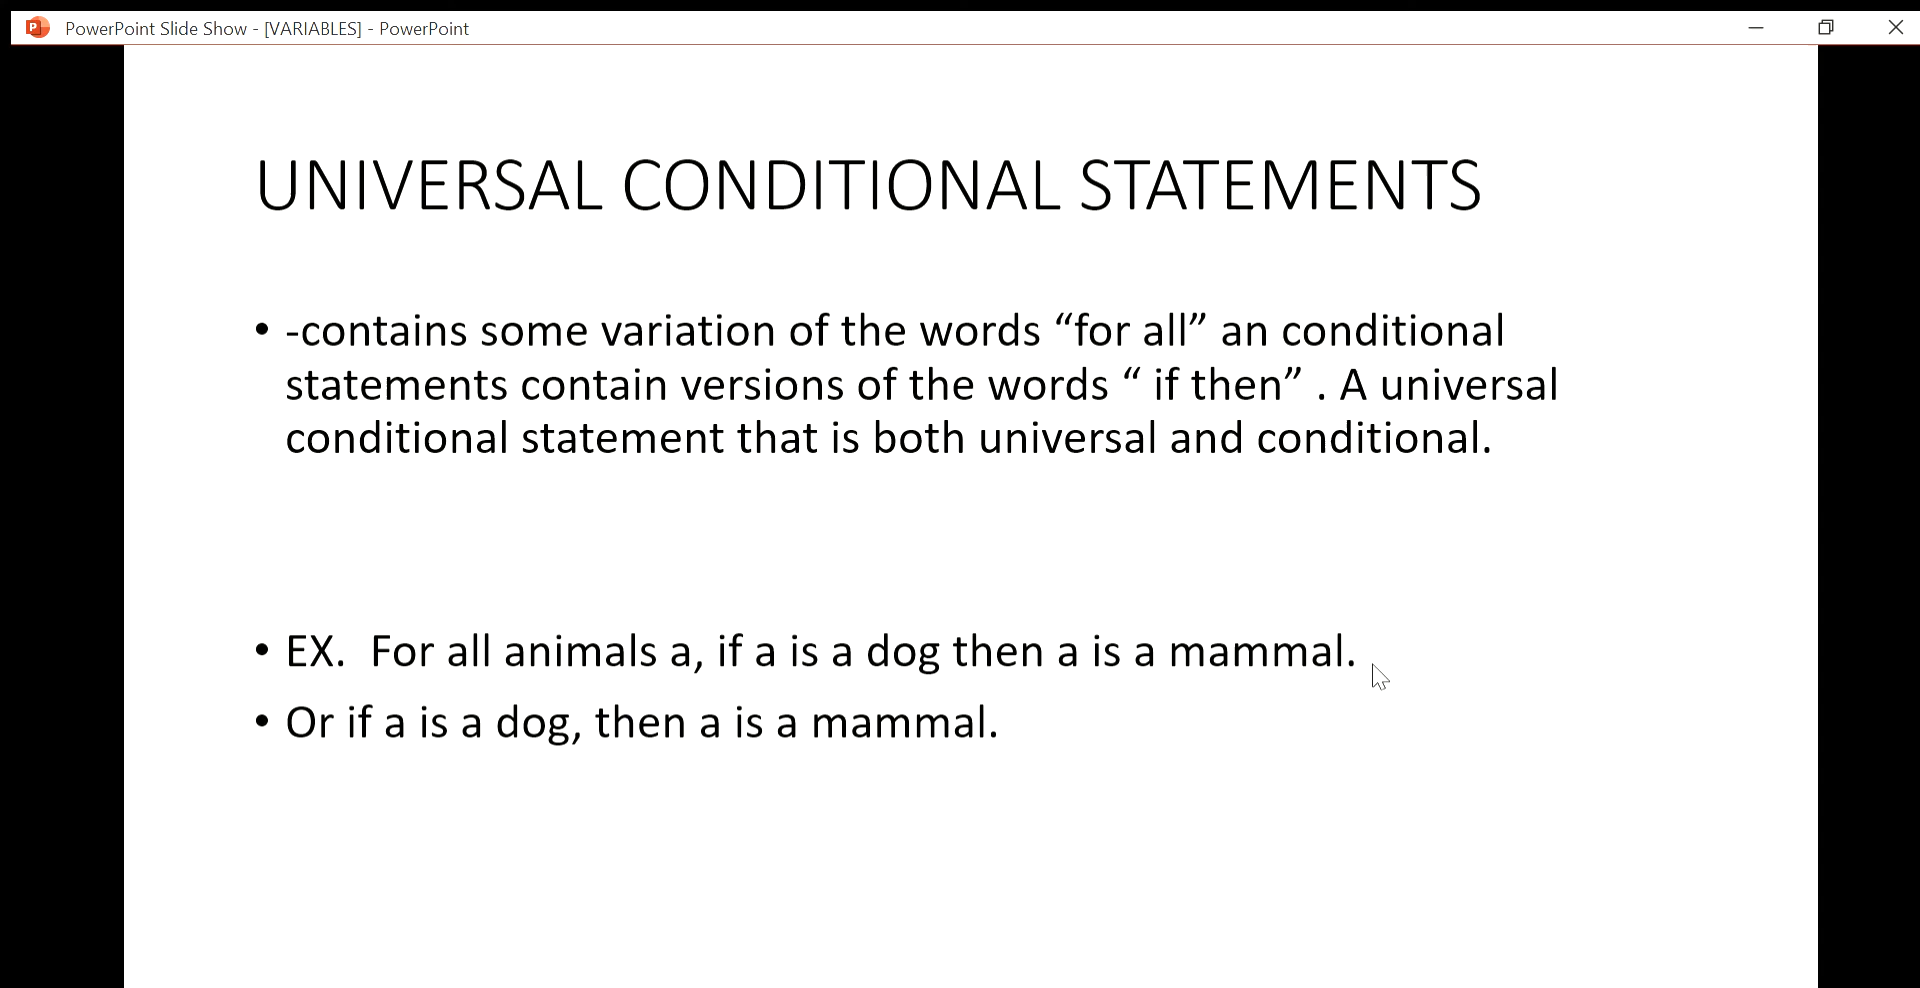 PowerPoint Slide Show - [VARIABLES] - PowerPoint
UNIVERSAL CONDITIONAL STATEMENTS
• -contains some variation of the words “for all” an conditional
statements contain versions of the words “ if then” . A universal
conditional statement that is both universal and conditional.
• EX.  For all animals a, if a is a dog then a is a mammal.
• Or if a is a dog, then a is a mammal.